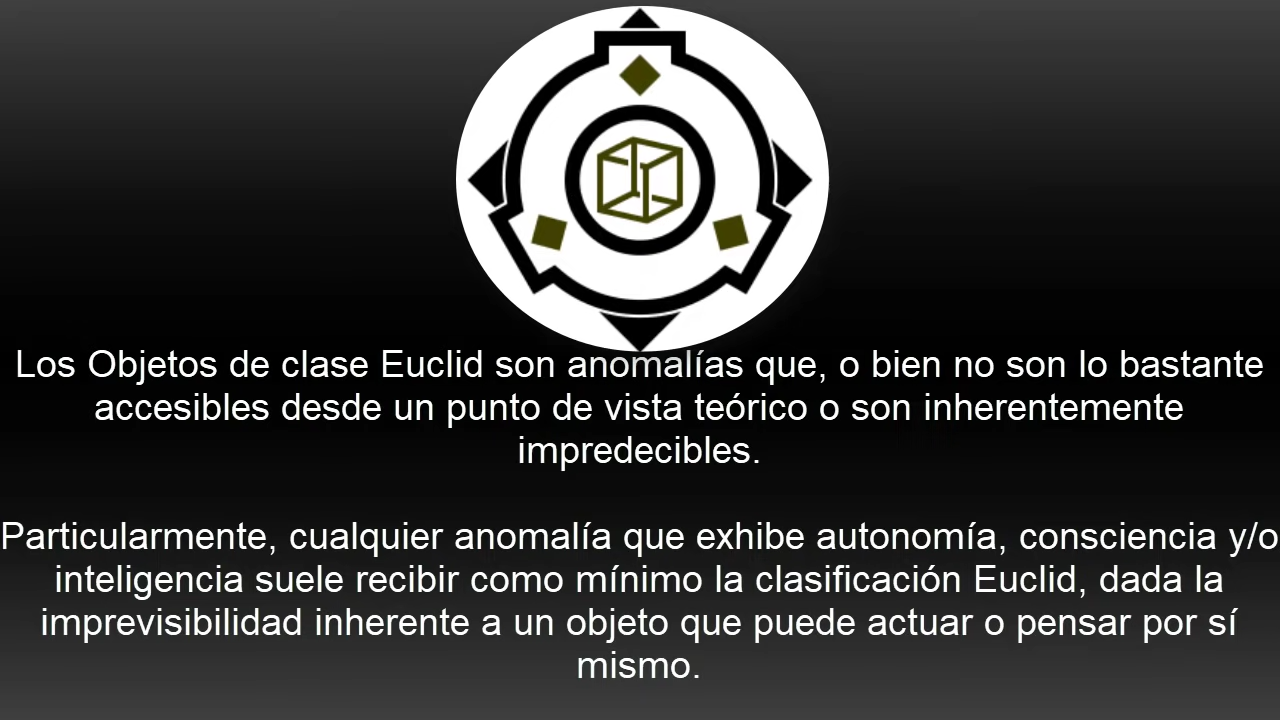 Los Objetos de clase Euclid son anomalías que, o bien no son lo bastante
accesibles desde un punto de vista teórico o son inherentemente
impredecibles.
Particularmente, cualquier anomalía que exhibe autonomía, consciencia y/o
inteligencia suele recibir como mínimo la clasificación Euclid, dada la
imprevisibilidad inherente a un objeto que puede actuar o pensar por sí
mismo.